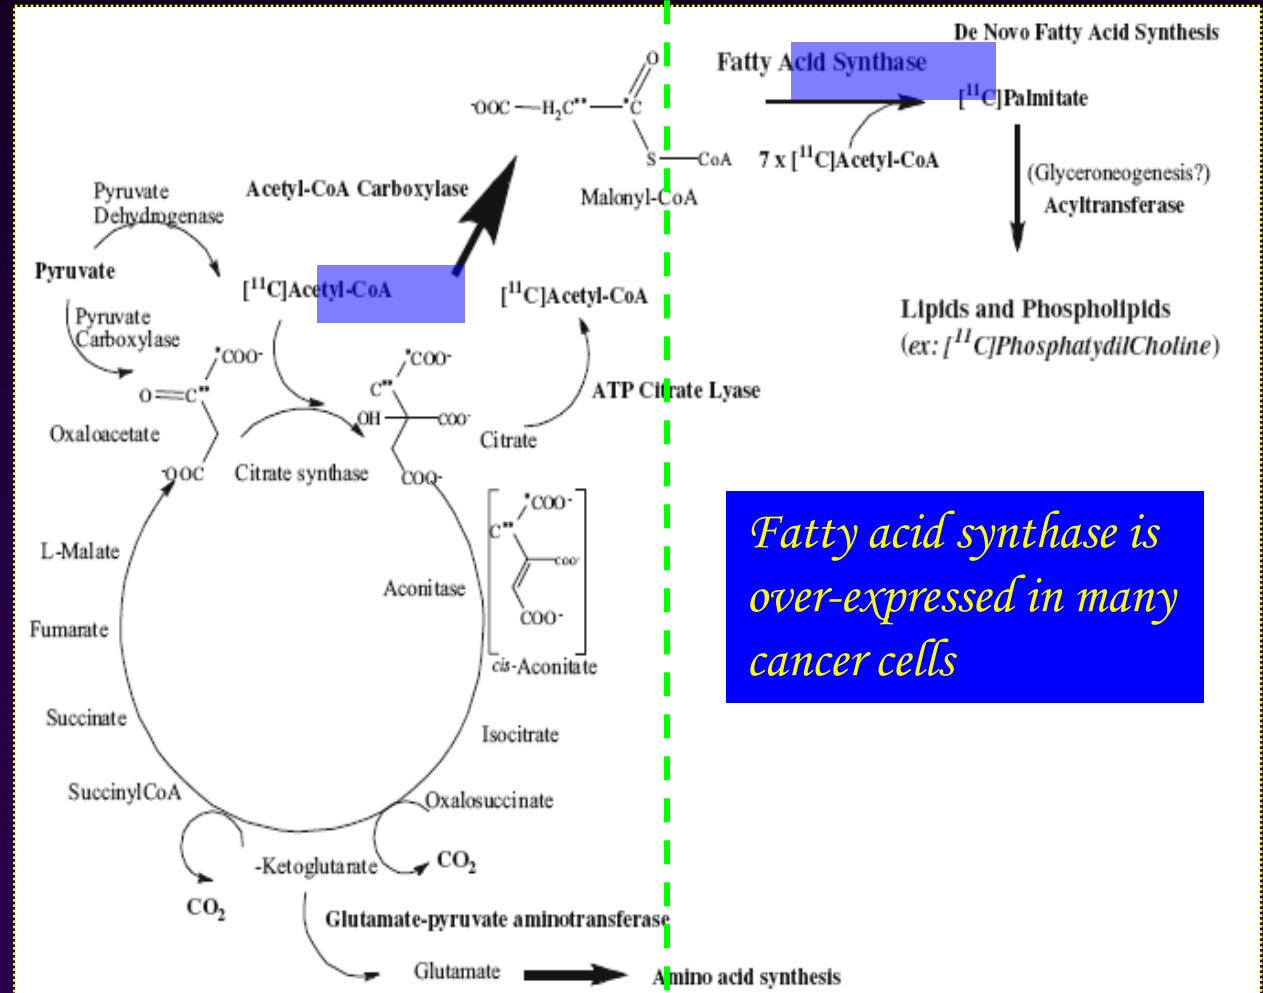 De Novo Fatty Acid Synthesis
Fatty Acid Synthase
-OOC—H2C**—*C
O
S—CoA
Malonyl-CoA
7 x [11C]Acetyl-CoA
[11C]Palmitate
(Glyceroneogenesis?)
Acyltransferase
Lipids and Phospholipids
(ex: [11C]PhosphatydilCholine)
Acetyl-CoA Carboxylase
Pyruvate
Dehydrogenase
Pyruvate
[11C]Acetyl-CoA
[11C]Acetyl-CoA
Pyruvate
Carboxylase
*COO-
O=C**
Oxaloacetate
-OOC
Citrate synthase
*COO-
C**
OH
COO-
COO-
Citrate
ATP Citrate Lyase
*COO-
C**
COO-
COO-
cis-Aconitate
Aconitase
L-Malate
Fumarate
Succinate
SuccinylCoA
Isocitrate
Oxalosuccinate
-Ketoglutarate
CO2
CO2
Glutamate-pyruvate aminotransferase
Glutamate
Amino acid synthesis
Fatty acid synthase is
over-expressed in many
cancer cells